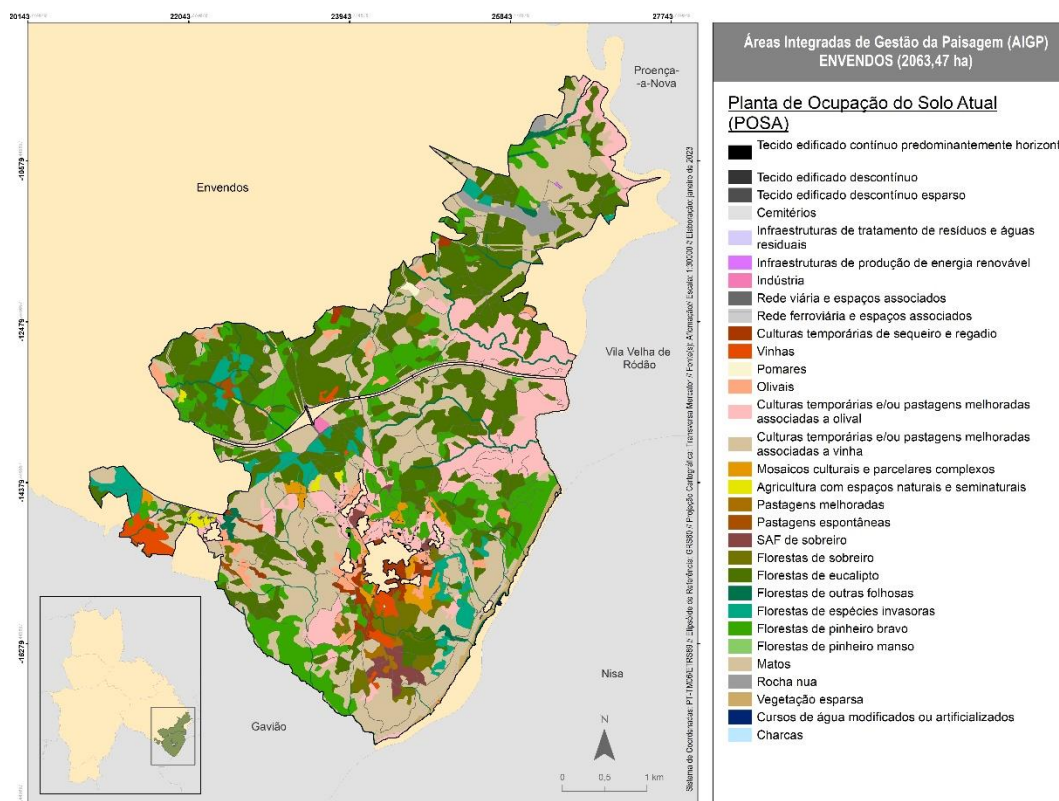 20143
22043
23943
25843
27743
-10579
-12479
-14379
-16279
Proença-
-a-Nova
Envendos
Vila Velha de
Ródão
Nisa
Gavião
N
0 0,5 1 km
Áreas Integradas de Gestão da Paisagem (AIGP)
ENVENDOS (2063,47 ha)
Planta de Ocupação do Solo Atual
(POSA)
Tecido edificado contínuo predominantemente horizont
Tecido edificado descontínuo
Tecido edificado descontínuo esparso
Cemitérios
Infraestruturas de tratamento de resíduos e águas
residuais
Infraestruturas de produção de energia renovável
Indústria
Rede viária e espaços associados
Rede ferroviária e espaços associados
Culturas temporárias de sequeiro e regadio
Vinhas
Pomares
Olivais
Culturas temporárias e/ou pastagens melhoradas
associadas a olival
Culturas temporárias e/ou pastagens melhoradas
associadas a vinha
Mosaicos culturais e parcelares complexos
Agricultura com espaços naturais e seminaturais
Pastagens melhoradas
Pastagens espontâneas
SAF de sobreiro
Florestas de sobreiro
Florestas de eucalipto
Florestas de outras folhosas
Florestas de espécies invasoras
Florestas de pinheiro bravo
Florestas de pinheiro manso
Matos
Rocha nua
Vegetação esparsa
Cursos de água modificados ou artificializados
Charcas